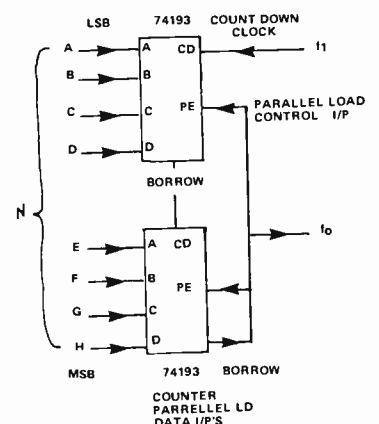 LSB 74193 COUNT DOWN
CLOCK
A A CD f1
B B
C C PE PARALLEL LOAD
CONTROL I/P
D D
BORROW
N
E A CD fo
F B
PE
G C
H D
MSB 74193 BORROW
COUNTER
PARRELLEL LD
DATA I/P'S